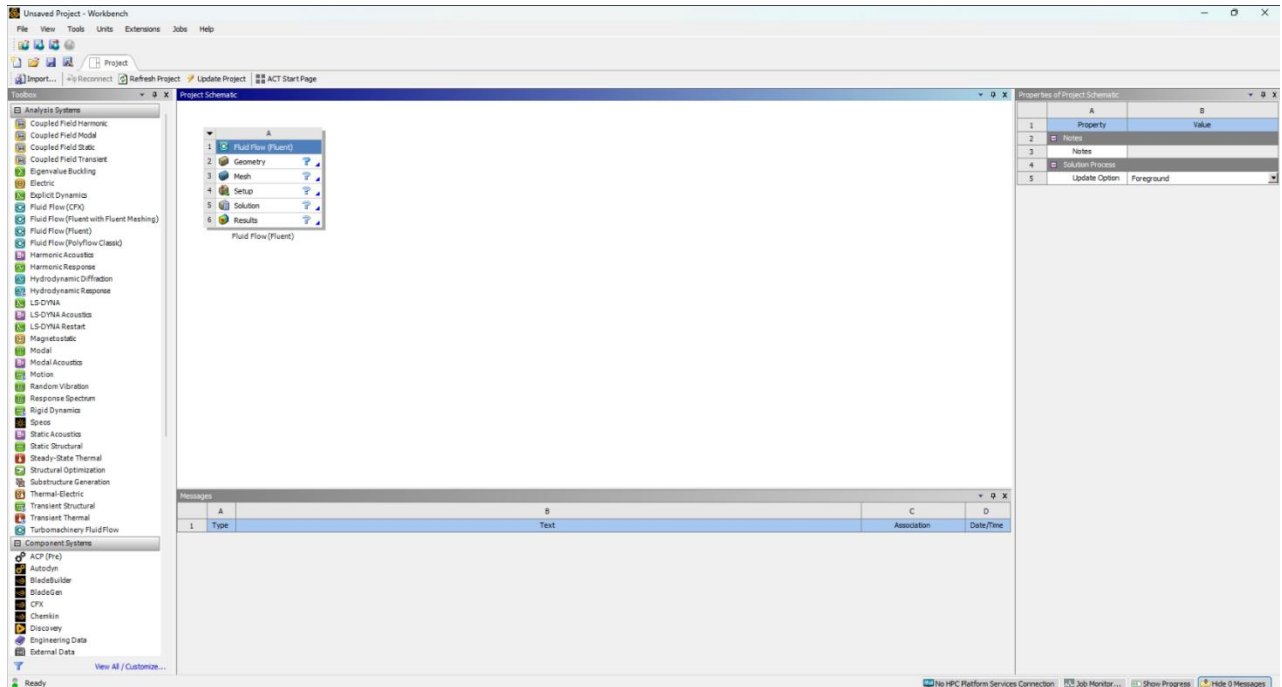 Unsaved Project - Workbench
File View Tools Units Extensions Jobs Help
Project
Import... Reconnect Refresh Project Update Project ACT Start Page
Toolbox
Analysis Systems
Coupled Field Harmonic
Coupled Field Modal
Coupled Field Static
Coupled Field Transient
Eigenvalue Buckling
Electric
Explicit Dynamics
Fluid Flow (CFX)
Fluid Flow (Fluent with Fluent Meshing)
Fluid Flow (Fluent)
Fluid Flow (Polyflow Classic)
Harmonic Acoustics
Harmonic Response
Hydrodynamic Diffraction
Hydrodynamic Response
LS-DYNA
LS-DYNA Acoustics
LS-DYNA Restart
Magnetostatic
Modal
Modal Acoustics
Motion
Random Vibration
Response Spectrum
Rigid Dynamics
Speos
Static Acoustics
Static Structural
Steady-State Thermal
Structural Optimization
Substructure Generation
Thermal-Electric
Transient Structural
Transient Thermal
Turbomachinery Fluid Flow
Component Systems
ACP (Pre)
Autodyn
BladeBuilder
BladeGen
CFX
Chemkin
Discovery
Engineering Data
External Data
View All / Customize...
Project Schematic
A
1 Fluid Flow (Fluent)
2 Geometry ?
3 Mesh ?
4 Setup ?
5 Solution ?
6 Results ?
Fluid Flow (Fluent)
Messages
A B C D
1 Type Text Association Date/Time
Properties of Project Schematic
A B
1 Property Value
2 Notes
3 Notes
4 Solution Process
5 Update Option Foreground
Ready
No HPC Platform Services Connection Job Monitor... Show Progress Hide 0 Messages